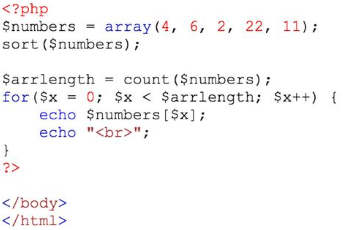 <?php
$numbers = array(4, 6, 2, 22, 11);
sort($numbers);

$arrlength = count($numbers);
for($x = 0; $x < $arrlength; $x++) {
    echo $numbers[$x];
    echo "<br>";
}
?>

</body>
</html>